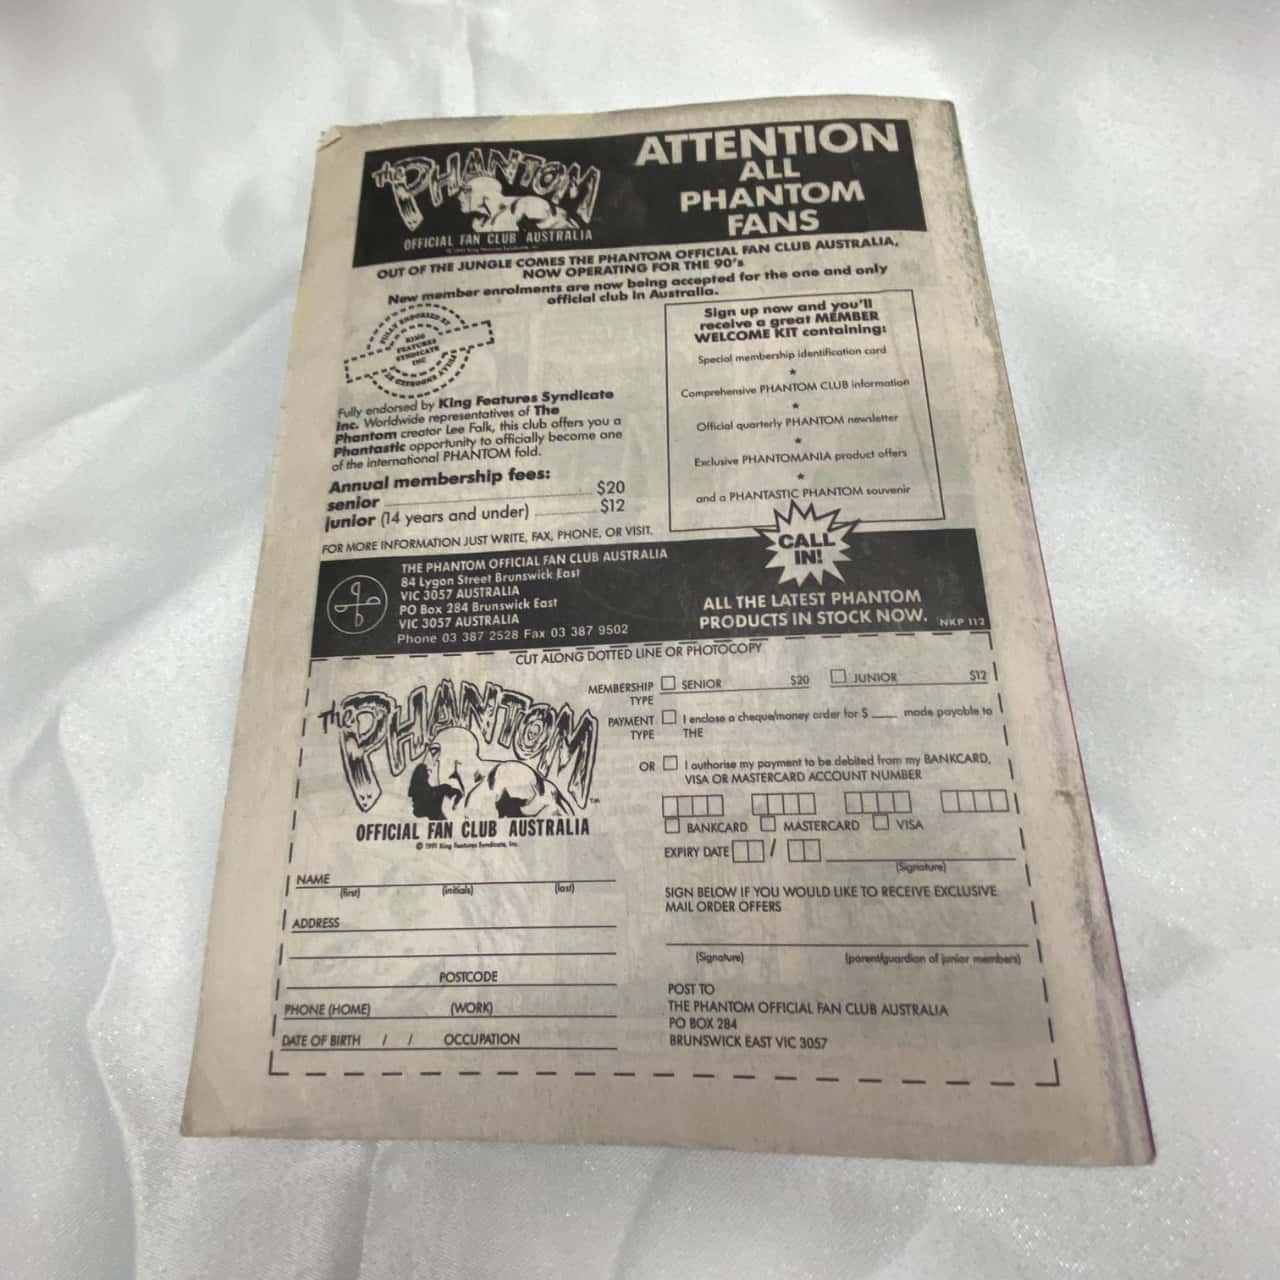 The PHANTOM
OFFICIAL FAN CLUB AUSTRALIA
ATTENTION
ALL
PHANTOM
FANS
OUT OF THE JUNGLE COMES THE PHANTOM OFFICIAL FAN CLUB AUSTRALIA,
NOW OPERATING FOR THE 90's
New member enrolments are now being accepted for the one and only
official club in Australia.
FULLY ENDORSED BY
KING
FEATURES
SYNDICATE
INC
Fully endorsed by King Features Syndicate
Inc. Worldwide representatives of The
Phantom creator Lee Falk, this club offers you a
Phantastic opportunity to officially become one
of the international PHANTOM fold.
Annual membership fees:
senior $20
junior (14 years and under) $12
FOR MORE INFORMATION JUST WRITE, FAX, PHONE, OR VISIT.
Sign up now and you'll
receive a great MEMBER
WELCOME KIT containing:
Special membership identification card
★
Comprehensive PHANTOM CLUB information
★
Official quarterly PHANTOM newsletter
★
Exclusive PHANTOMANIA product offers
★
and a PHANTASTIC PHANTOM souvenir
CALL
IN!
THE PHANTOM OFFICIAL FAN CLUB AUSTRALIA
84 Lygon Street Brunswick East
VIC 3057 AUSTRALIA
PO Box 284 Brunswick East
VIC 3057 AUSTRALIA
Phone 03 387 2528 Fax 03 387 9502
ALL THE LATEST PHANTOM
PRODUCTS IN STOCK NOW.
NKP 112
CUT ALONG DOTTED LINE OR PHOTOCOPY
The PHANTOM TM
OFFICIAL FAN CLUB AUSTRALIA
© 1991 King Features Syndicate, Inc.
NAME
(first) (initials) (last)
ADDRESS
POSTCODE
PHONE (HOME) (WORK)
DATE OF BIRTH / / OCCUPATION
MEMBERSHIP TYPE SENIOR $20 JUNIOR $12
PAYMENT TYPE I enclose a cheque/money order for $ ___ made payable to
THE
OR I authorise my payment to be debited from my BANKCARD,
VISA OR MASTERCARD ACCOUNT NUMBER
BANKCARD MASTERCARD VISA
EXPIRY DATE /
(Signature)
SIGN BELOW IF YOU WOULD LIKE TO RECEIVE EXCLUSIVE
MAIL ORDER OFFERS
(Signature) (parent/guardian of junior members)
POST TO
THE PHANTOM OFFICIAL FAN CLUB AUSTRALIA
PO BOX 284
BRUNSWICK EAST VIC 3057